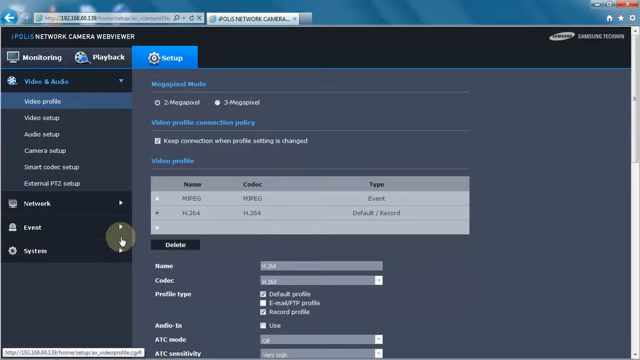 http://192.168.60.139/home/setup/av_videoprofile.
iPOLiS NETWORK CAMERA...
iPOLiS NETWORK CAMERA WEBVIEWER
SAMSUNG SAMSUNG TECHWIN
Monitoring Playback Setup
Video & Audio
Video profile
Video setup
Audio setup
Camera setup
Smart codec setup
External PTZ setup
Network
Event
System
Megapixel Mode
2-Megapixel 3-Megapixel
Video profile connection policy
Keep connection when profile setting is changed
Video profile
Name Codec Type
MJPEG MJPEG Event
H.264 H.264 Default / Record
Delete
Name H.264
Codec H.264
Profile type Default profile
E-mail/FTP profile
Record profile
Audio-In Use
ATC mode Off
ATC sensitivity Very high
http://192.168.60.139/home/setup/av_videoprofile.cgi#